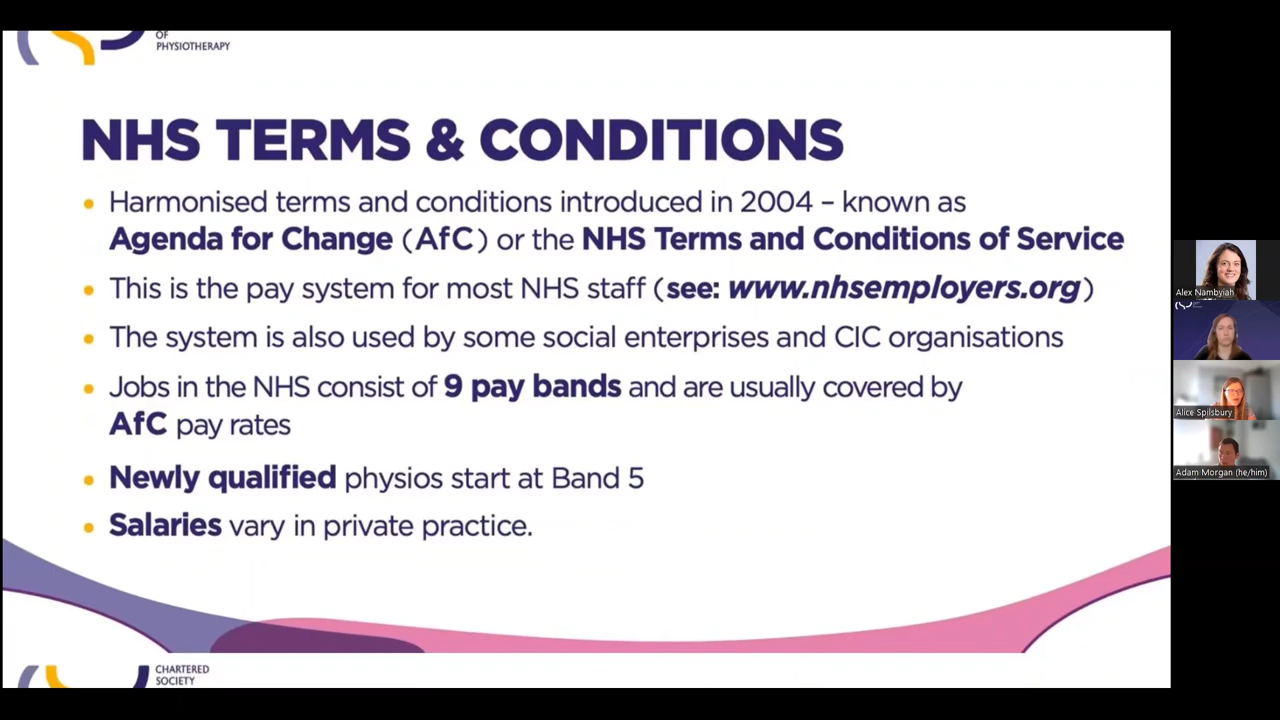 OF
PHYSIOTHERAPY
NHS TERMS & CONDITIONS
• Harmonised terms and conditions introduced in 2004 – known as
Agenda for Change (AfC) or the NHS Terms and Conditions of Service
• This is the pay system for most NHS staff (see: www.nhsemployers.org)
• The system is also used by some social enterprises and CIC organisations
• Jobs in the NHS consist of 9 pay bands and are usually covered by
AfC pay rates
• Newly qualified physios start at Band 5
• Salaries vary in private practice.
CHARTERED
SOCIETY
Alex Nambyiah
Alice Spilsbury
Adam Morgan (he/him)